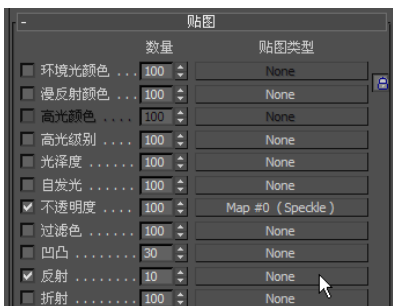 - 贴图
数量 贴图类型
环境光颜色 ... 100 None
漫反射颜色 ... 100 None
高光颜色 .... 100 None
高光级别 .... 100 None
光泽度 ...... 100 None
自发光 ...... 100 None
不透明度 .... 100 Map #0 (Speckle)
过滤色 ...... 100 None
凹凸 ........ 30 None
反射 ........ 10 None
折射 ........ 100 None